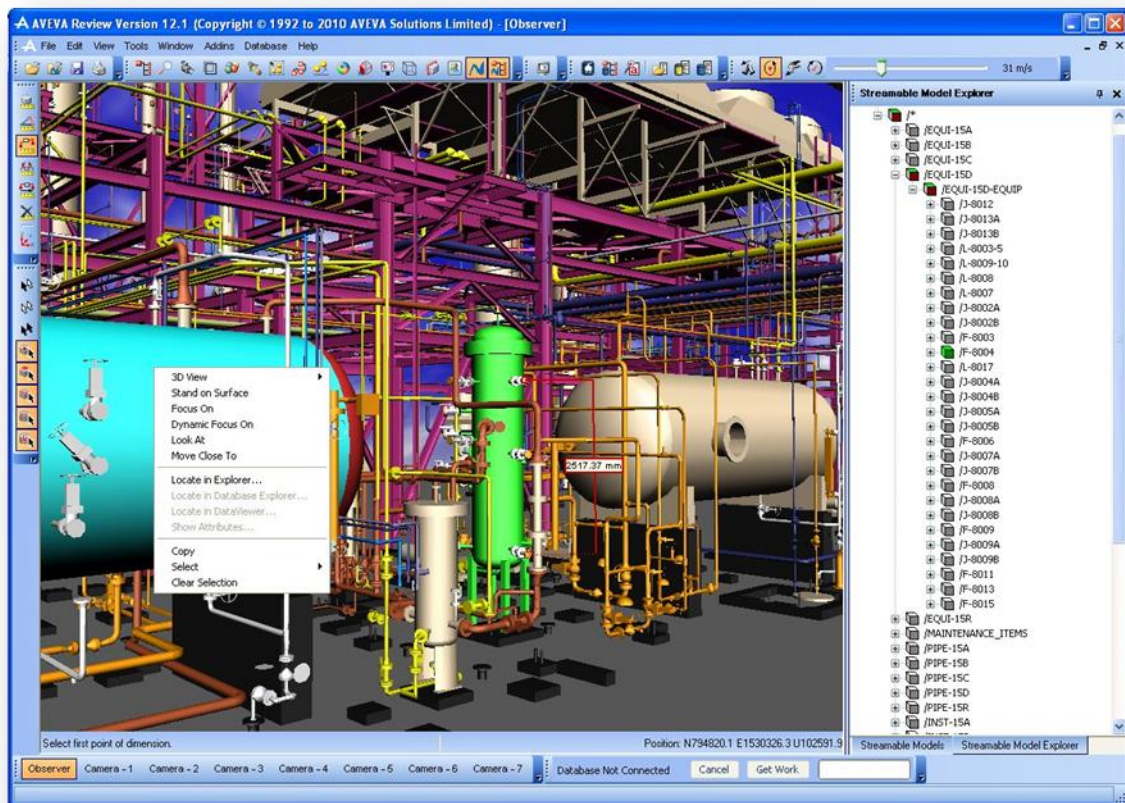 AVEVA Review Version 12.1 (Copyright © 1992 to 2010 AVEVA Solutions Limited) - [Observer]
File Edit View Tools Window Addins Database Help
31 m/s
Streamable Model Explorer
/*
/EQUI-15A
/EQUI-15B
/EQUI-15C
/EQUI-15D
/EQUI-15D-EQUIP
/J-8012
/J-8013A
/J-8013B
/L-8003-5
/L-8009-10
/L-8008
/L-8007
/J-8002A
/J-8002B
/F-8003
/F-8004
/L-8017
/J-8004A
/J-8004B
/J-8005A
/J-8005B
/F-8006
/J-8007A
/J-8007B
/F-8008
/J-8008A
/J-8008B
/F-8009
/J-8009A
/J-8009B
/F-8011
/F-8013
/F-8015
/EQUI-15R
/MAINTENANCE_ITEMS
/PIPE-15A
/PIPE-15B
/PIPE-15C
/PIPE-15D
/PIPE-15R
/INST-15A
3D View
Stand on Surface
Focus On
Dynamic Focus On
Look At
Move Close To
Locate in Explorer...
Locate in Database Explorer...
Locate in DataViewer...
Show Attributes...
Copy
Select
Clear Selection
2517.37 mm
Select first point of dimension.
Position: N794820.1 E1530326.3 U102591.9
Streamable Models Streamable Model Explorer
Observer Camera - 1 Camera - 2 Camera - 3 Camera - 4 Camera - 5 Camera - 6 Camera - 7 Database Not Connected Cancel Get Work